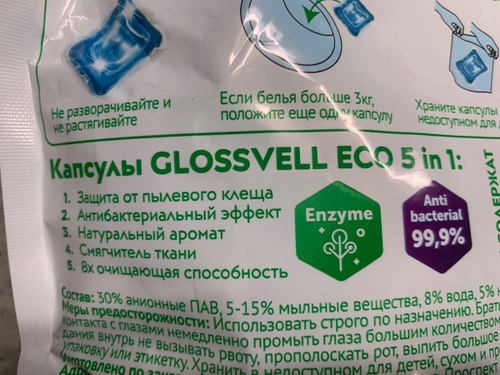 Не разворачивайте и
не растягивайте
Если белья больше 3кг,
положите еще одну капсулу
Храните капсулы
недоступном для
Капсулы GLOSSVELL ECO 5 in 1:
1. Защита от пылевого клеща
2. Антибактериальный эффект
3. Натуральный аромат
4. Смягчитель ткани
5. 8х очищающая способность
Enzyme
Anti
bacterial
99,9%
СОДЕРЖАТ
Состав: 30% анионные ПАВ, 5-15% мыльные вещества, 8% вода, 5%
Меры предосторожности: Использовать строго по назначению. Брать
контакта с глазами немедленно промыть глаза большим количеством
дания внутрь не вызывать рвоту, прополоскать рот, выпить большое
упаковку или этикетку. Хранить в недоступном для детей, сухом и